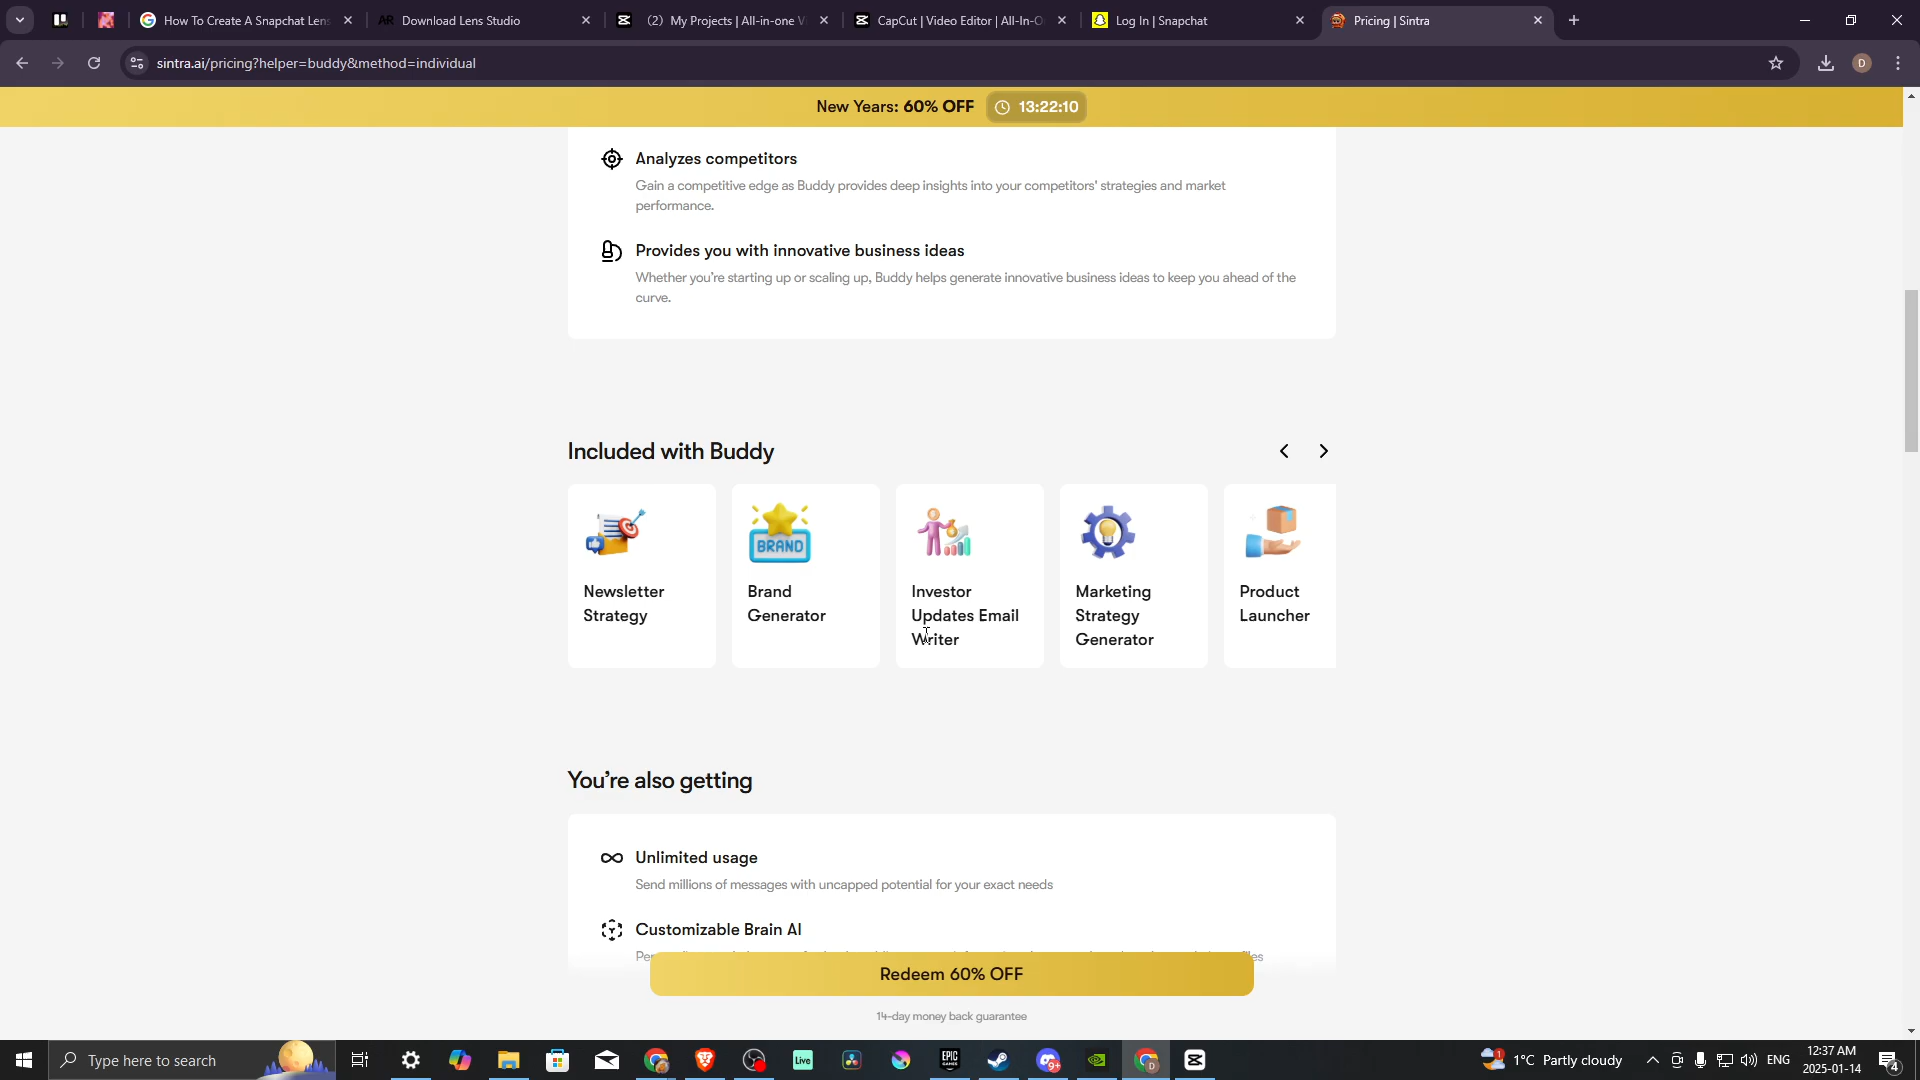 How To Create A Snapchat Lens
Download Lens Studio
(2) My Projects | All-in-one V
CapCut | Video Editor | All-In-O
Log In | Snapchat
Pricing | Sintra
sintra.ai/pricing?helper=buddy&method=individual
D
New Years: 60% OFF 13:22:10
Analyzes competitors
Gain a competitive edge as Buddy provides deep insights into your competitors' strategies and market
performance.
Provides you with innovative business ideas
Whether you're starting up or scaling up, Buddy helps generate innovative business ideas to keep you ahead of the
curve.
Included with Buddy
BRAND
Newsletter
Strategy
Brand
Generator
Investor
Updates Email
Writer
Marketing
Strategy
Generator
Product
Launcher
You're also getting
Unlimited usage
Send millions of messages with uncapped potential for your exact needs
Customizable Brain AI
Redeem 60% OFF
14-day money back guarantee
Type here to search
Live
EPIC
GAMES
9+
1°C Partly cloudy
ENG
12:37 AM
2025-01-14
4